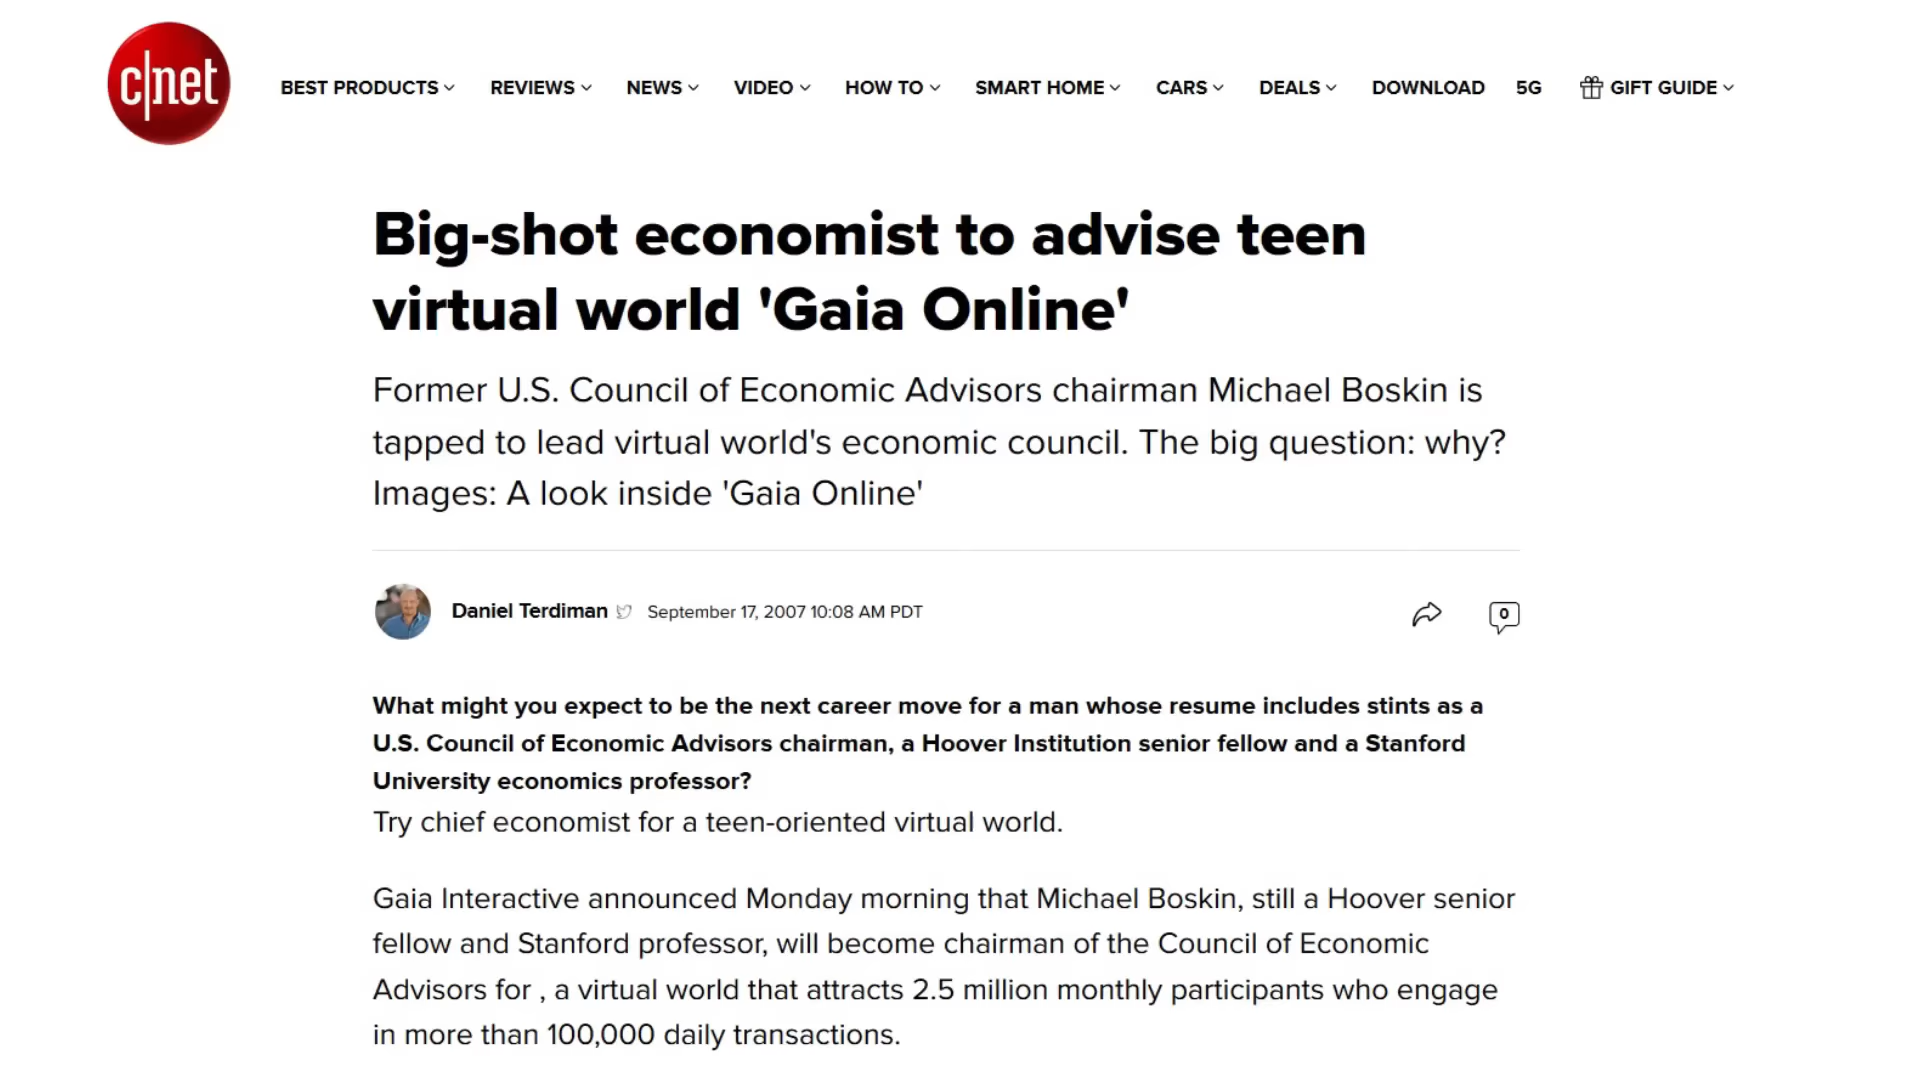 c|net
BEST PRODUCTS REVIEWS NEWS VIDEO HOW TO SMART HOME CARS DEALS DOWNLOAD 5G GIFT GUIDE
Big-shot economist to advise teen
virtual world 'Gaia Online'
Former U.S. Council of Economic Advisors chairman Michael Boskin is
tapped to lead virtual world's economic council. The big question: why?
Images: A look inside 'Gaia Online'
Daniel Terdiman September 17, 2007 10:08 AM PDT
0
What might you expect to be the next career move for a man whose resume includes stints as a
U.S. Council of Economic Advisors chairman, a Hoover Institution senior fellow and a Stanford
University economics professor?
Try chief economist for a teen-oriented virtual world.
Gaia Interactive announced Monday morning that Michael Boskin, still a Hoover senior
fellow and Stanford professor, will become chairman of the Council of Economic
Advisors for , a virtual world that attracts 2.5 million monthly participants who engage
in more than 100,000 daily transactions.